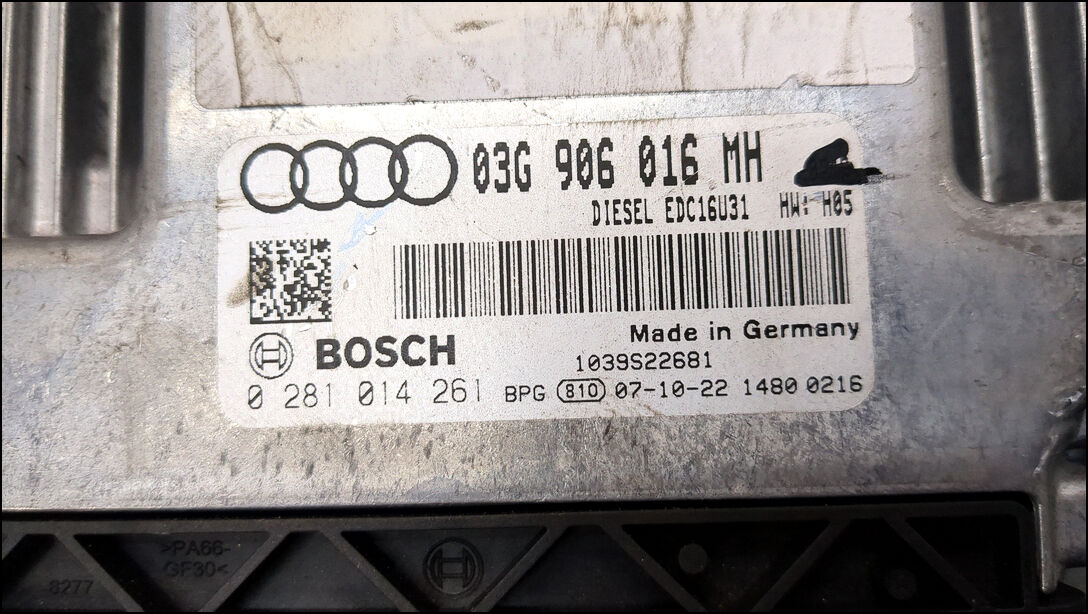 03G 906 016 MH
DIESEL EDC16U31 HW: H05
Made in Germany
BOSCH
1039S22681
0 281 014 261 BPG 810 07-10-22 1480 0216
>PA66-
GF30<
8277